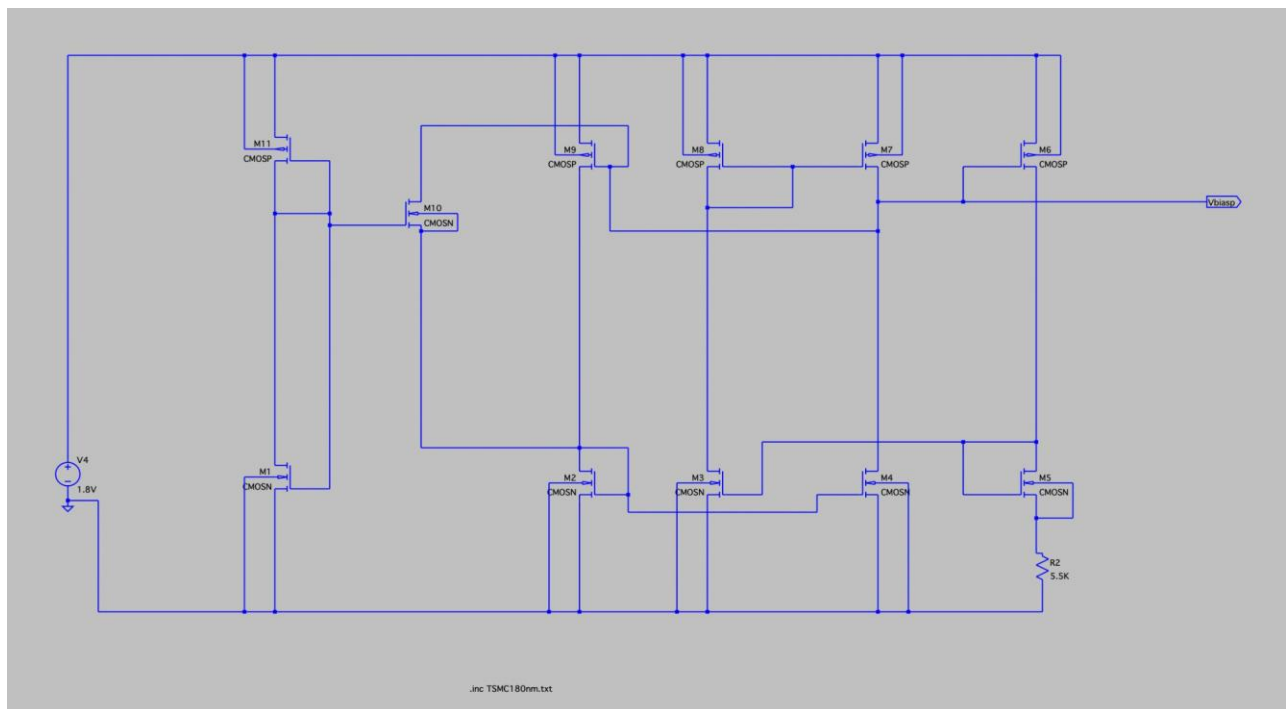 M11
CMOSP
M9
CMOSP
M8
CMOSP
M7
CMOSP
M6
CMOSP
M10
CMOSN
Vbiasp
V4
1.8V
M1
CMOSN
M2
CMOSN
M3
CMOSN
M4
CMOSN
M5
CMOSN
R2
5.5K
.inc TSMC180nm.txt